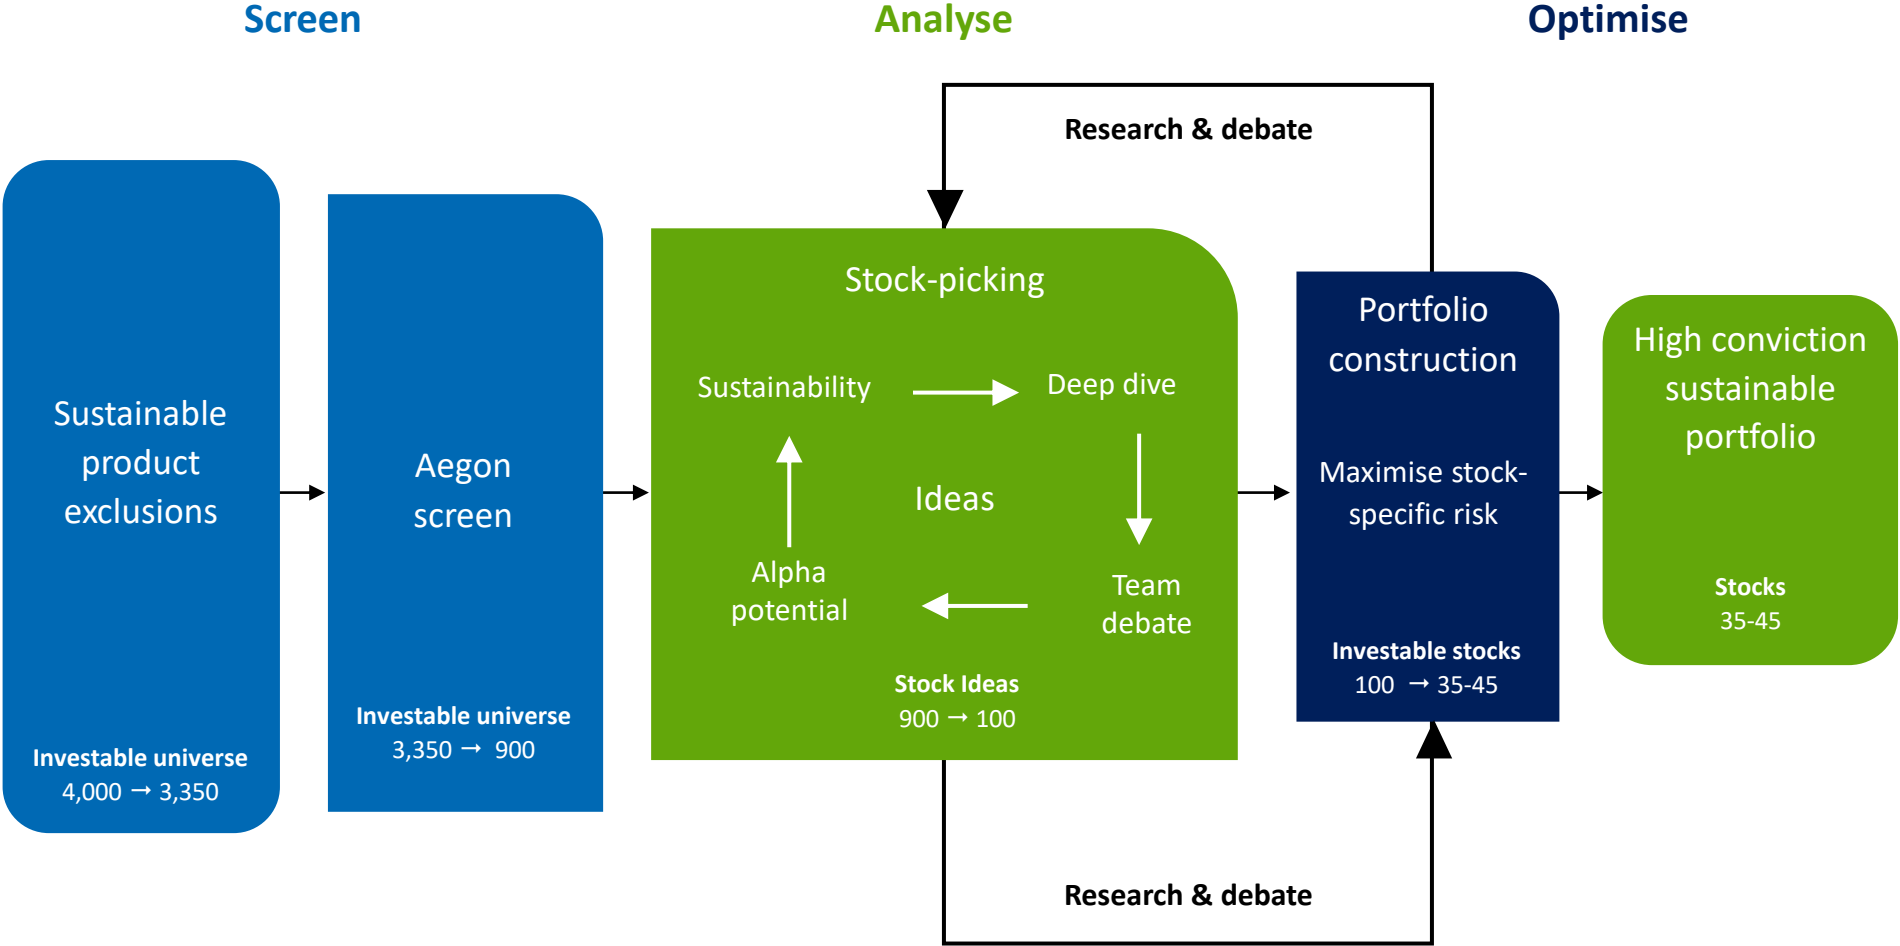 Screen
Analyse
Optimise
Research & debate
Sustainable
product
exclusions
Investable universe
4,000 → 3,350
Aegon
screen
Investable universe
3,350 → 900
Stock-picking
Sustainability
Deep dive
Ideas
Alpha
potential
Team
debate
Stock Ideas
900 → 100
Portfolio
construction
Maximise stock-
specific risk
Investable stocks
100 → 35-45
High conviction
sustainable
portfolio
Stocks
35-45
Research & debate